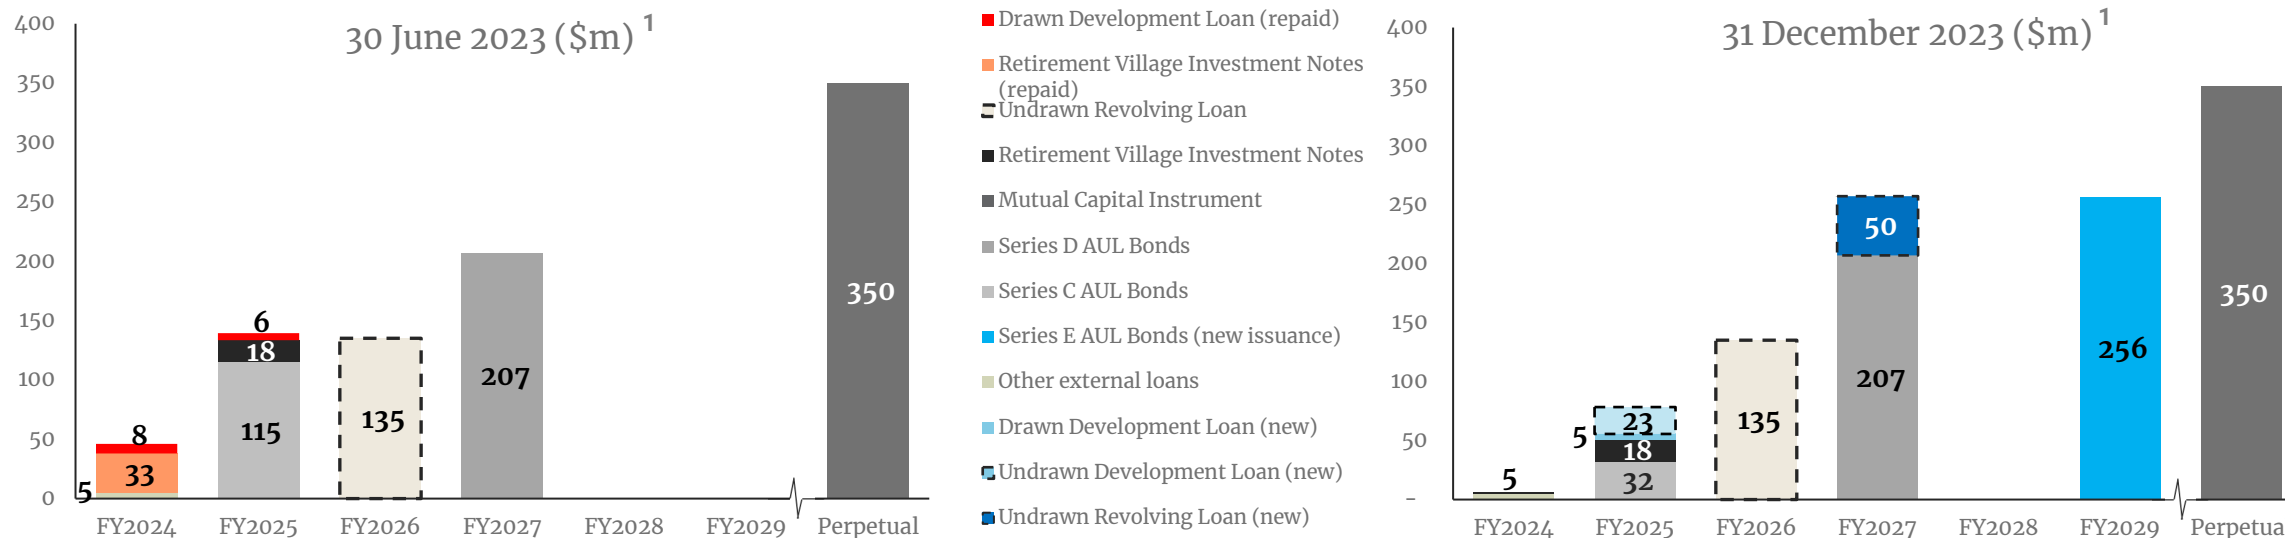 30 June 2023 ($m) 1
400
350
300
250
200
150
100
50
0
8
33
5
6
18
115
135
207
350
FY2024
FY2025
FY2026
FY2027
FY2028
FY2029
Perpetual
Drawn Development Loan (repaid)
Retirement Village Investment Notes
(repaid)
Undrawn Revolving Loan
Retirement Village Investment Notes
Mutual Capital Instrument
Series D AUL Bonds
Series C AUL Bonds
Series E AUL Bonds (new issuance)
Other external loans
Drawn Development Loan (new)
Undrawn Development Loan (new)
Undrawn Revolving Loan (new)
31 December 2023 ($m) 1
400
350
300
250
200
150
100
50
-
5
23
5
18
32
135
50
207
256
350
FY2024
FY2025
FY2026
FY2027
FY2028
FY2029
Perpetua